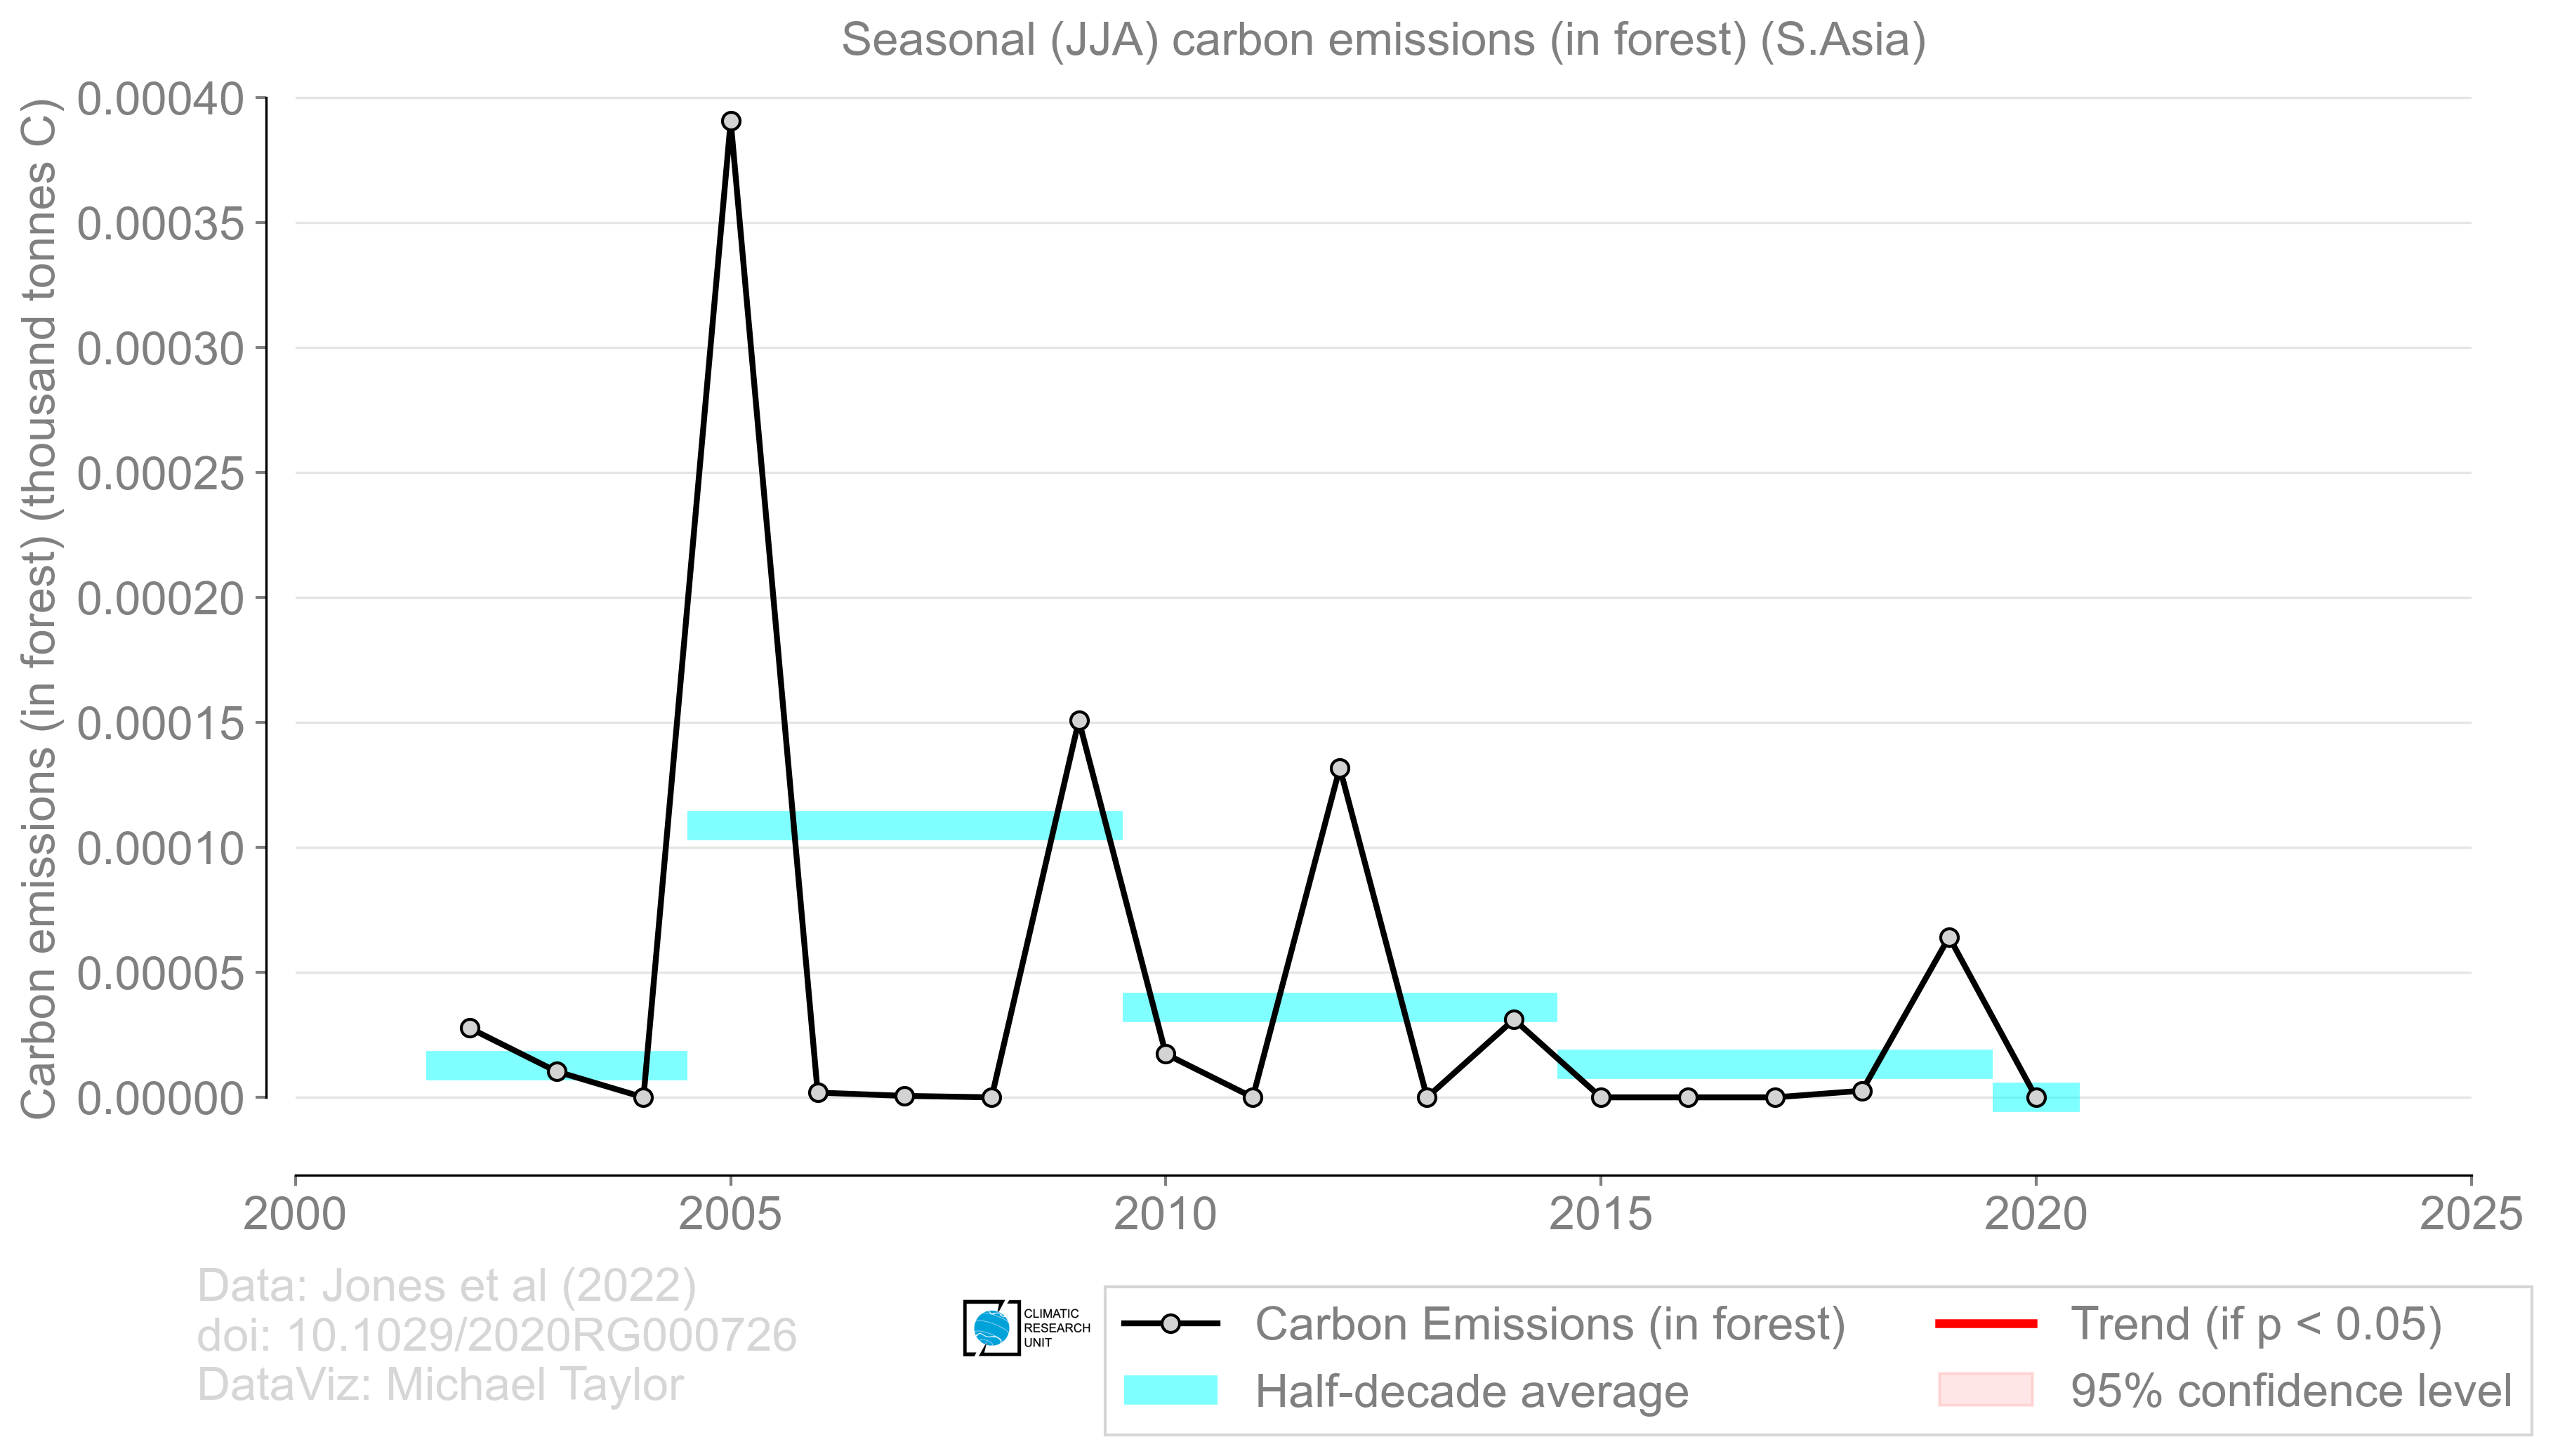 Seasonal (JJA) carbon emissions (in forest) (S.Asia)
Carbon emissions (in forest) (thousand tonnes C)
0.00040
0.00035
0.00030
0.00025
0.00020
0.00015
0.00010
0.00005
0.00000
2000
2005
2010
2015
2020
2025
Data: Jones et al (2022)
doi: 10.1029/2020RG000726
DataViz: Michael Taylor
CLIMATIC
RESEARCH
UNIT
Carbon Emissions (in forest)
Half-decade average
Trend (if p < 0.05)
95% confidence level